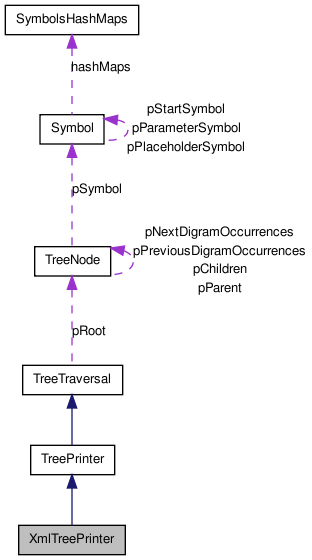 SymbolsHashMaps
hashMaps
pStartSymbol
Symbol
pParameterSymbol
pPlaceholderSymbol
pSymbol
pNextDigramOccurrences
pPreviousDigramOccurrences
TreeNode
pChildren
pParent
pRoot
TreeTraversal
TreePrinter
XmlTreePrinter